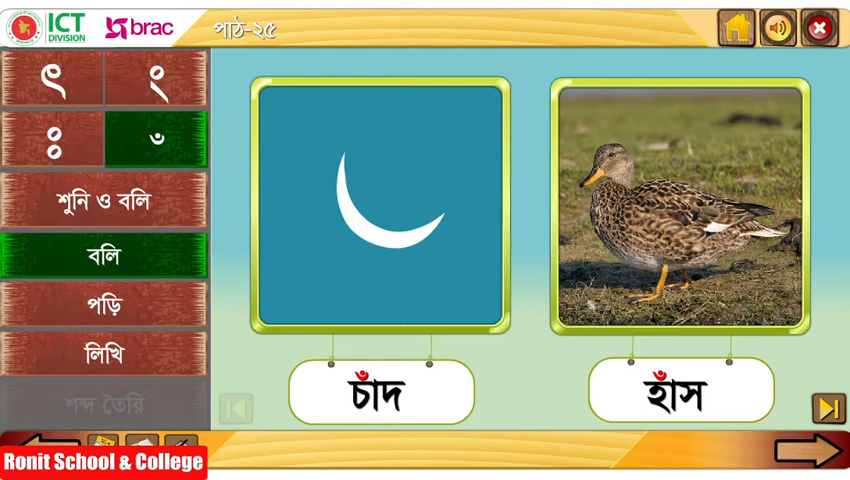 ICT
DIVISION
brac
পাঠ-২৫
ৎ ং
ঃ ঁ
শুনি ও বলি
বলি
পড়ি
লিখি
শব্দ তৈরি
চাঁদ
হাঁস
Ronit School & College